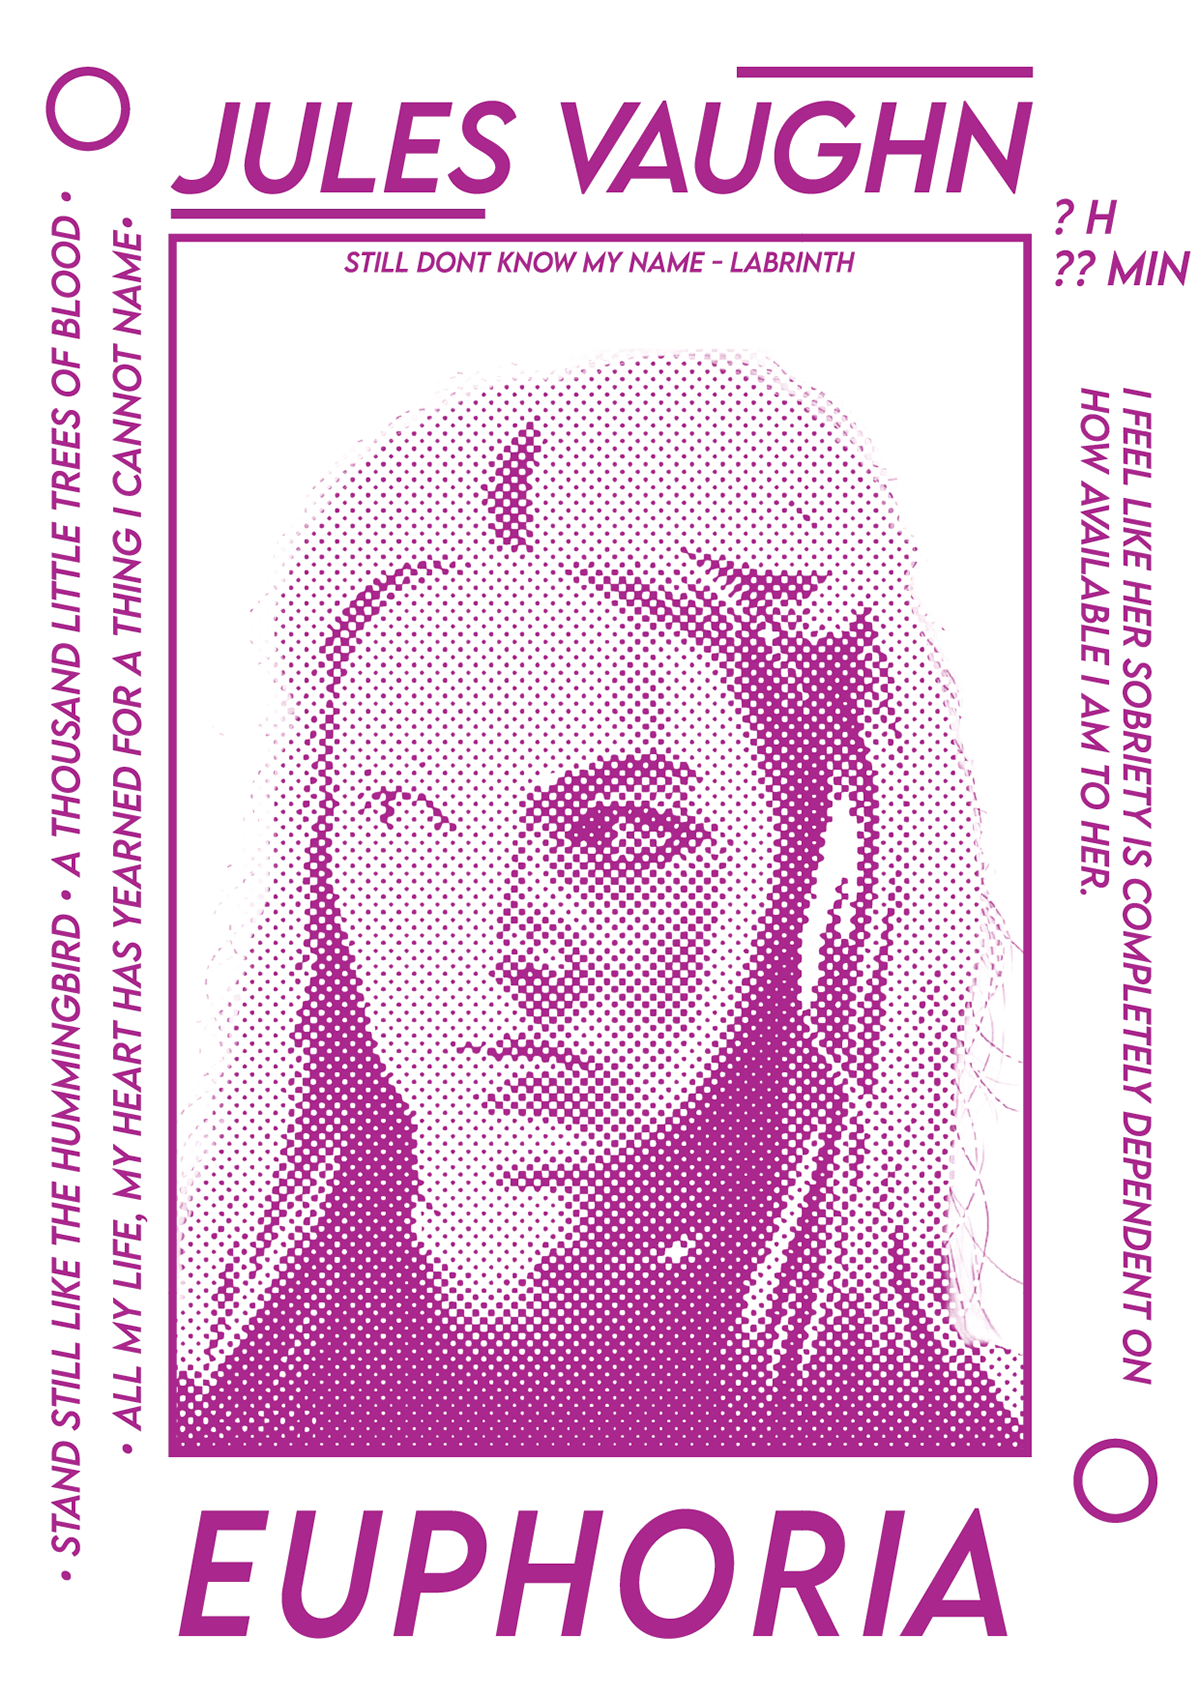 JULES VAUGHN
? H
?? MIN
STILL DONT KNOW MY NAME - LABRINTH
• STAND STILL LIKE THE HUMMINGBIRD • A THOUSAND LITTLE TREES OF BLOOD •
• ALL MY LIFE, MY HEART HAS YEARNED FOR A THING I CANNOT NAME•
I FEEL LIKE HER SOBRIETY IS COMPLETELY DEPENDENT ON
HOW AVAILABLE I AM TO HER.
EUPHORIA